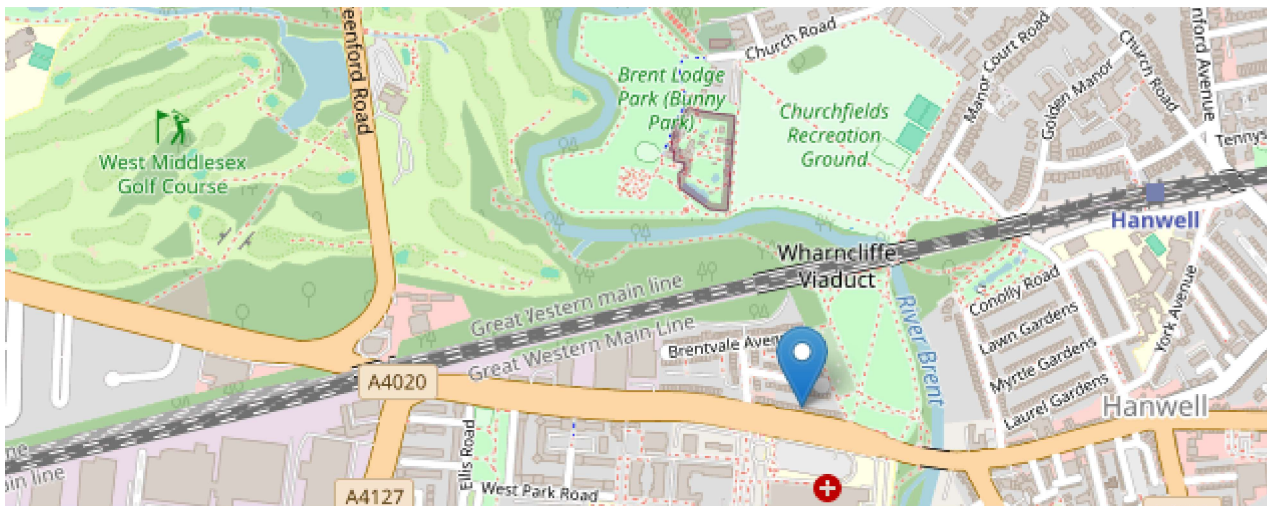 eenford Road
West Middlesex
Golf Course
Brent Lodge
Park (Bunny
Park)
Church Road
Churchfields
Recreation
Ground
Manor Court Road
Golden Manor
Church Road
nford Avenue
Tennys
Hanwell
Wharncliffe
Viaduct
Great Western main line
Great Western Main Line
River Brent
Conolly Road
Lawn Gardens
Myrtle Gardens
Laurel Gardens
York Avenue
Hanwell
Brentvale Aven
A4020
A4127
Ellis Road
West Park Road
ne
ain line